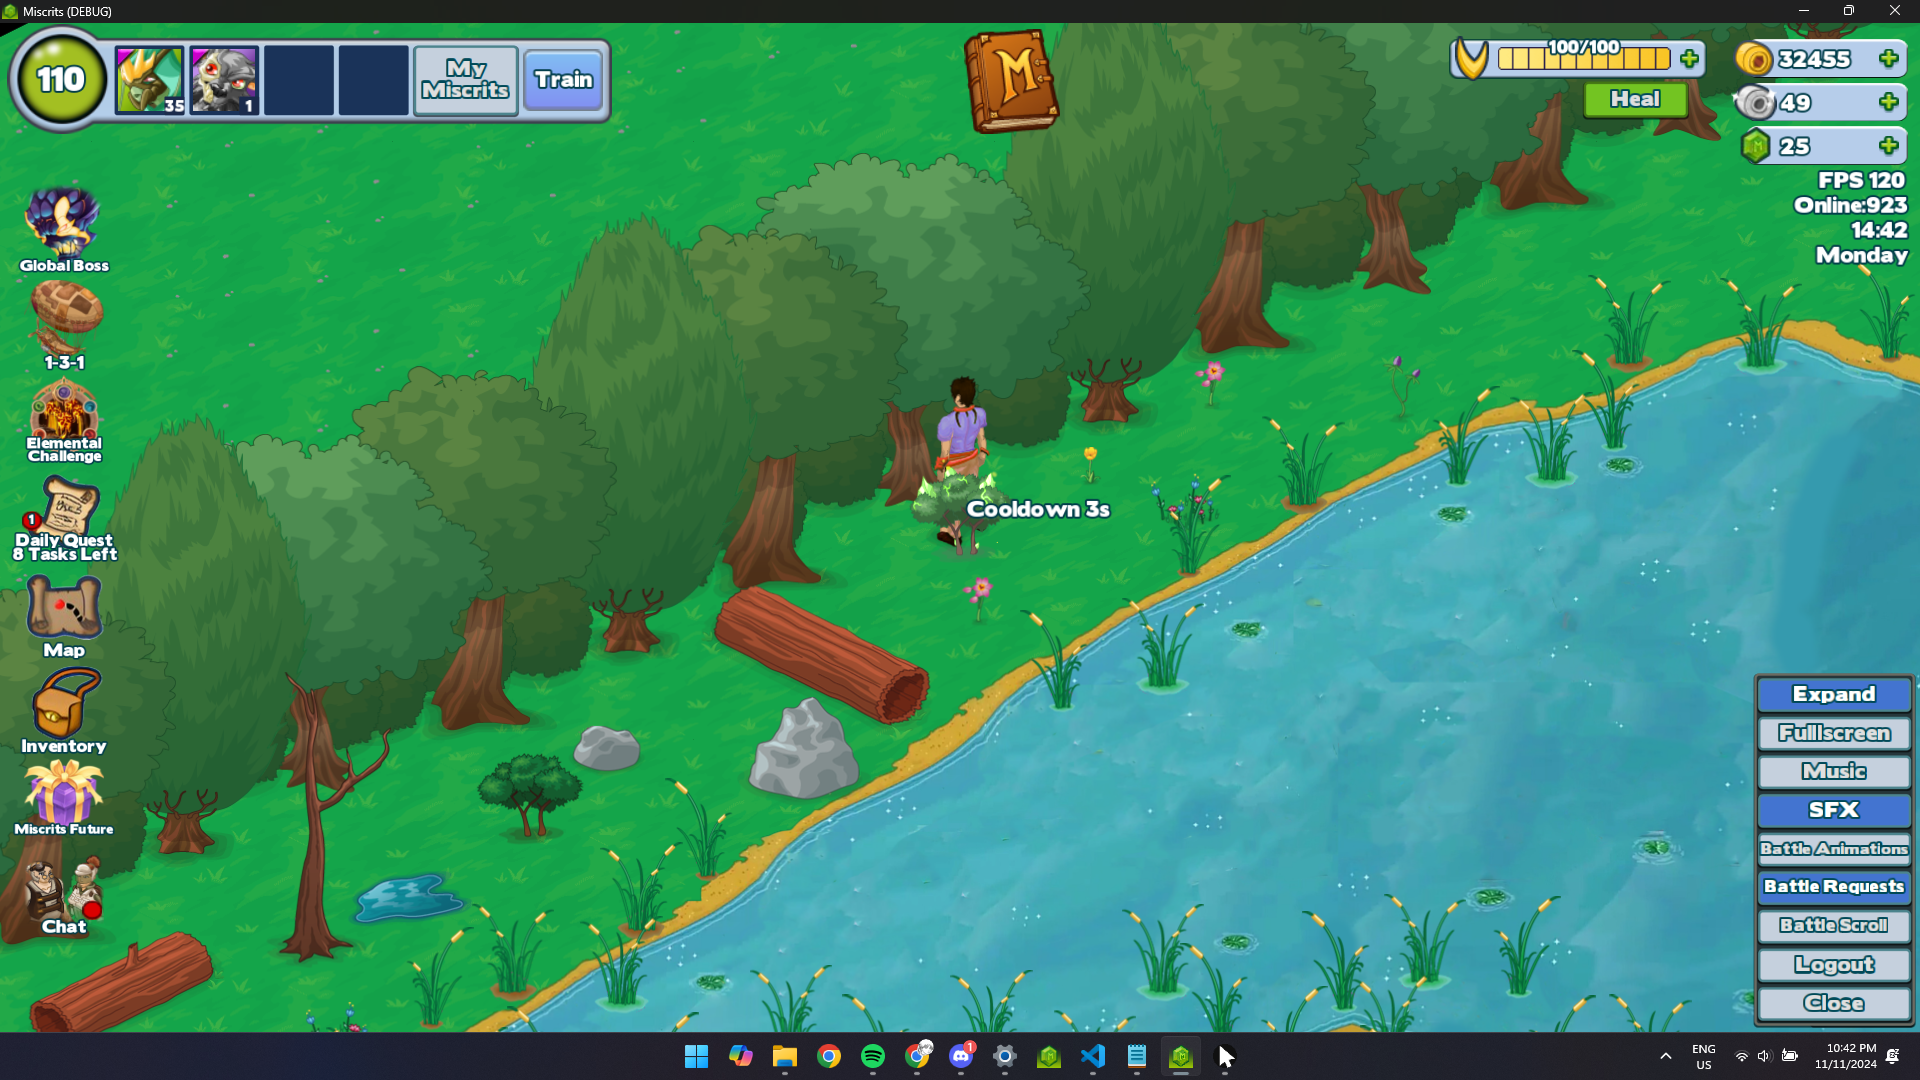 Miscrits (DEBUG)
110
35
1
My
Miscrits
Train
M
100/100
Heal
32455
49
25
FPS 120
Online:923
14:42
Monday
Global Boss
1-3-1
Elemental
Challenge
1
Daily Quest
8 Tasks Left
Map
Inventory
Miscrits Future
Chat
Cooldown 3s
Expand
Fullscreen
Music
SFX
Battle Animations
Battle Requests
Battle Scroll
Logout
Close
1
ENG
US
10:42 PM
11/11/2024